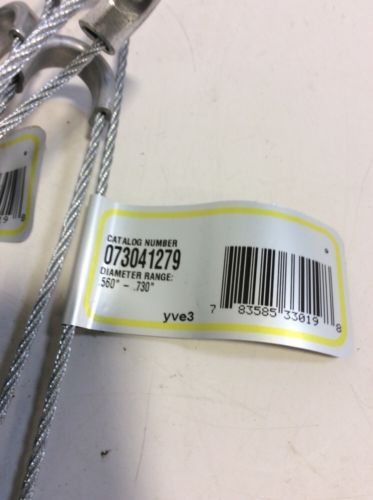 CATALOG NUMBER
073041279
DIAMETER RANGE:
.560" - .730"
yve3
7 83585 33019 8